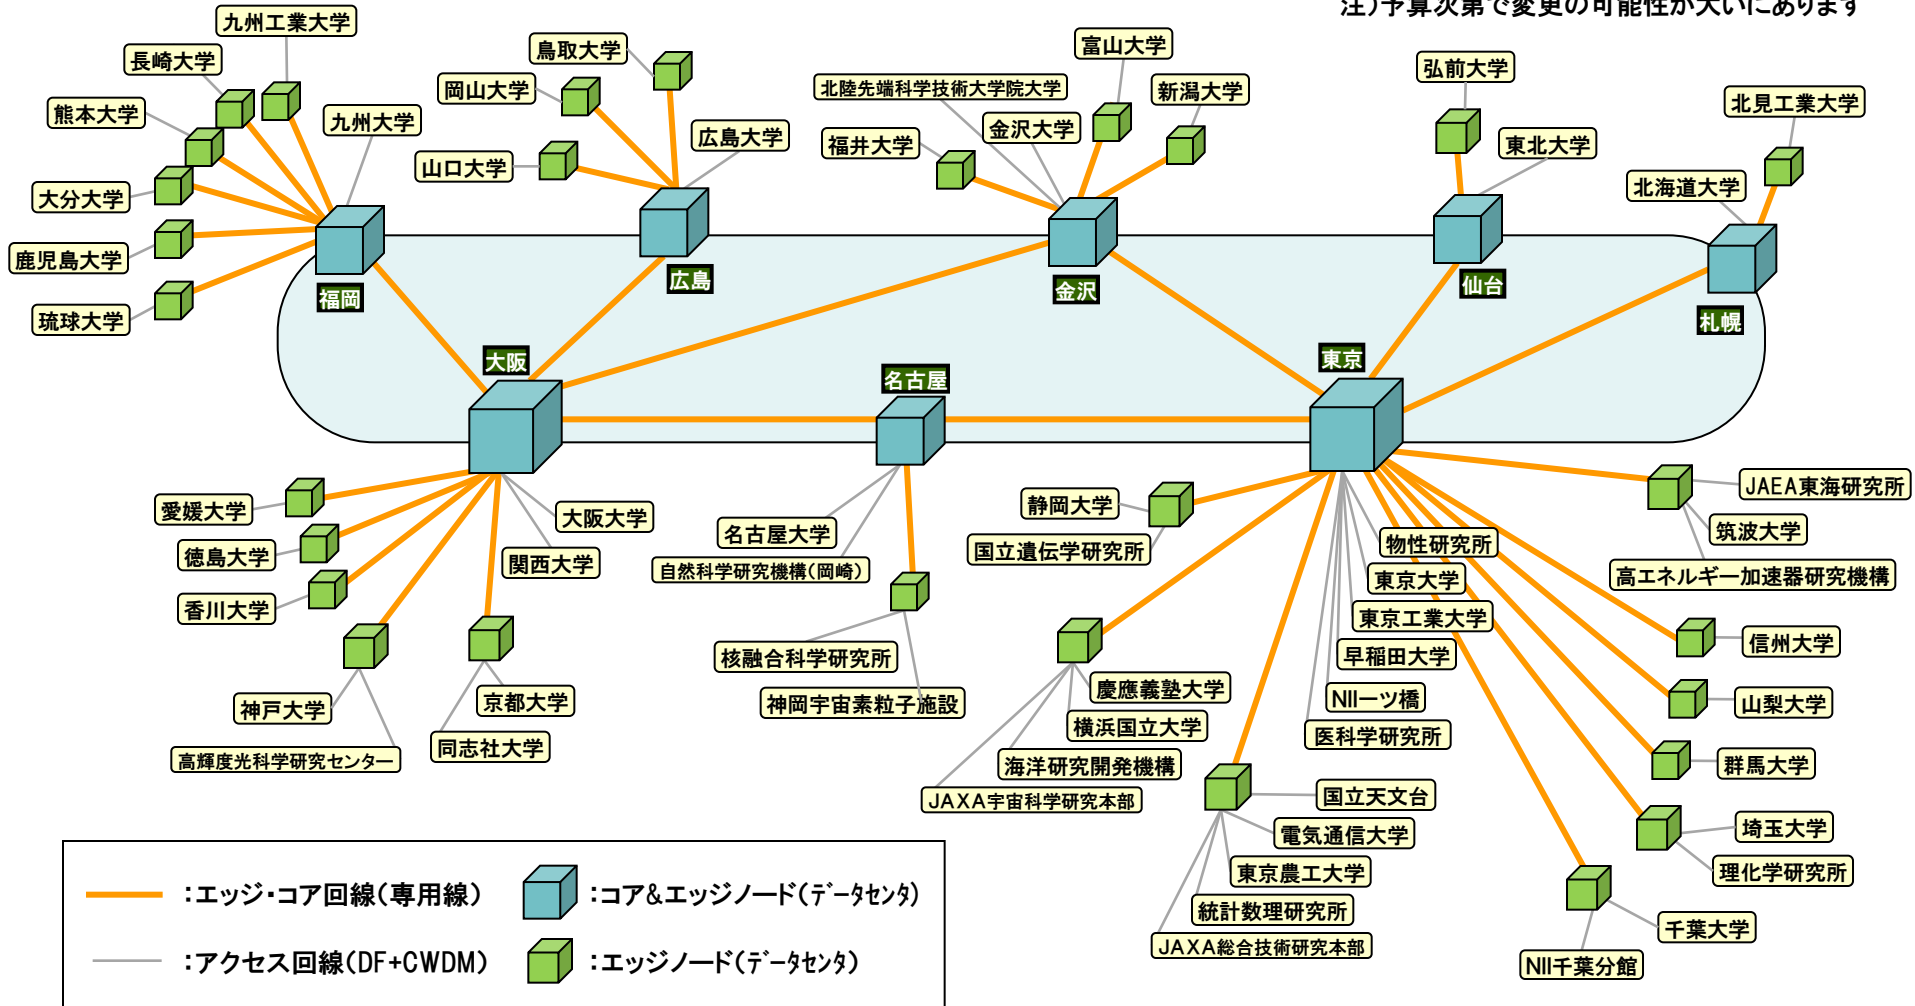 注)予算次第で変更の可能性が大いにあります
九州工業大学
長崎大学
熊本大学
九州大学
大分大学
鹿児島大学
琉球大学
福岡
鳥取大学
岡山大学
広島大学
山口大学
広島
富山大学
北陸先端科学技術大学院大学
新潟大学
金沢大学
福井大学
金沢
弘前大学
東北大学
仙台
北見工業大学
北海道大学
札幌
大阪
名古屋
東京
愛媛大学
徳島大学
香川大学
神戸大学
高輝度光科学研究センター
大阪大学
関西大学
京都大学
同志社大学
名古屋大学
自然科学研究機構(岡崎)
核融合科学研究所
神岡宇宙素粒子施設
静岡大学
国立遺伝学研究所
慶應義塾大学
横浜国立大学
海洋研究開発機構
JAXA宇宙科学研究本部
物性研究所
東京大学
東京工業大学
早稲田大学
NII一ツ橋
医科学研究所
国立天文台
電気通信大学
東京農工大学
統計数理研究所
JAXA総合技術研究本部
JAEA東海研究所
筑波大学
高エネルギー加速器研究機構
信州大学
山梨大学
群馬大学
埼玉大学
理化学研究所
千葉大学
NII千葉分館
:エッジ・コア回線(専用線)
:コア&エッジノード(ﾃﾞｰﾀｾﾝﾀ)
:アクセス回線(DF+CWDM)
:エッジノード(ﾃﾞｰﾀｾﾝﾀ)